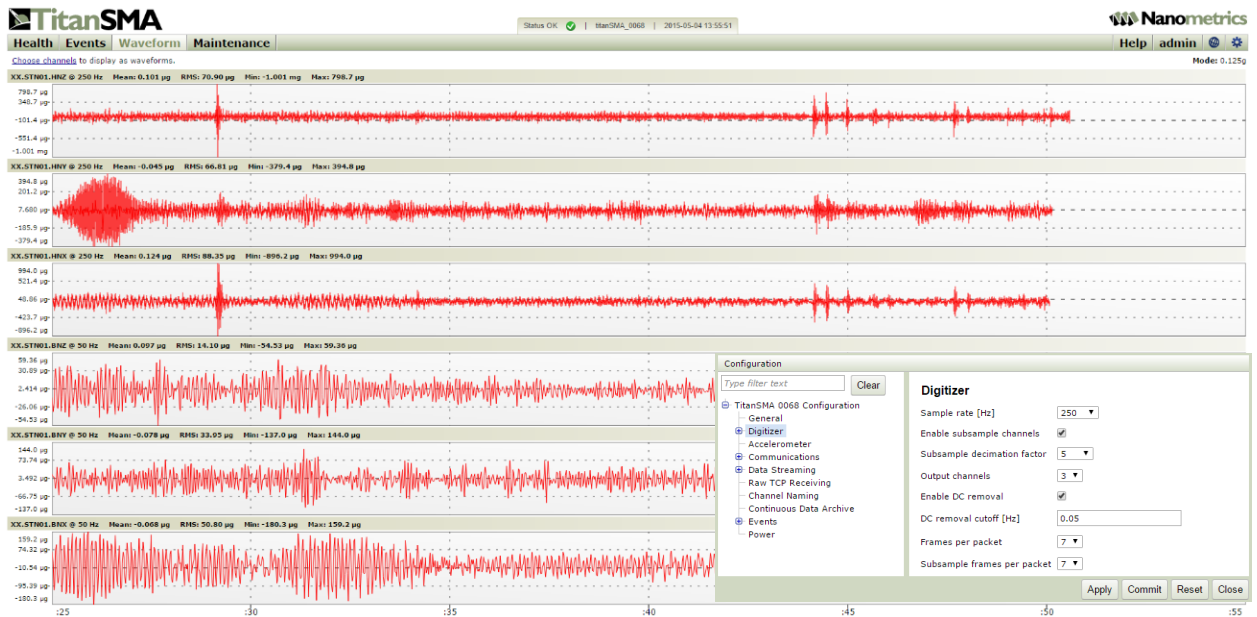 TitanSMA
Status OK | titanSMA_0068 | 2015-05-04 13:55:51
Nanometrics
Health Events Waveform Maintenance
Help admin
Choose channels to display as waveforms.
Mode: 0.125g
XX.STN01.HNZ @ 250 Hz Mean: 0.101 µg RMS: 70.90 µg Min: -1.001 mg Max: 798.7 µg
798.7 µg
348.7 µg
-101.4 µg
-551.4 µg
-1.001 mg
XX.STN01.HNY @ 250 Hz Mean: -0.045 µg RMS: 66.81 µg Min: -379.4 µg Max: 394.8 µg
394.8 µg
201.2 µg
7.680 µg
-185.9 µg
-379.4 µg
XX.STN01.HNX @ 250 Hz Mean: 0.124 µg RMS: 88.35 µg Min: -896.2 µg Max: 994.0 µg
994.0 µg
521.4 µg
48.86 µg
-423.7 µg
-896.2 µg
XX.STN01.BNZ @ 50 Hz Mean: 0.097 µg RMS: 14.10 µg Min: -54.53 µg Max: 59.36 µg
59.36 µg
30.89 µg
2.414 µg
-26.06 µg
-54.53 µg
XX.STN01.BNY @ 50 Hz Mean: -0.078 µg RMS: 33.05 µg Min: -137.0 µg Max: 144.0 µg
144.0 µg
73.74 µg
3.492 µg
-66.75 µg
-137.0 µg
XX.STN01.BNX @ 50 Hz Mean: -0.068 µg RMS: 50.80 µg Min: -180.3 µg Max: 159.2 µg
159.2 µg
74.32 µg
-10.54 µg
-95.39 µg
-180.3 µg
:25 :30 :35 :40 :45 :50 :55
Configuration
Type filter text Clear
TitanSMA 0068 Configuration
General
Digitizer
Accelerometer
Communications
Data Streaming
Raw TCP Receiving
Channel Naming
Continuous Data Archive
Events
Power
Digitizer
Sample rate [Hz] 250
Enable subsample channels
Subsample decimation factor 5
Output channels 3
Enable DC removal
DC removal cutoff [Hz] 0.05
Frames per packet 7
Subsample frames per packet 7
Apply Commit Reset Close